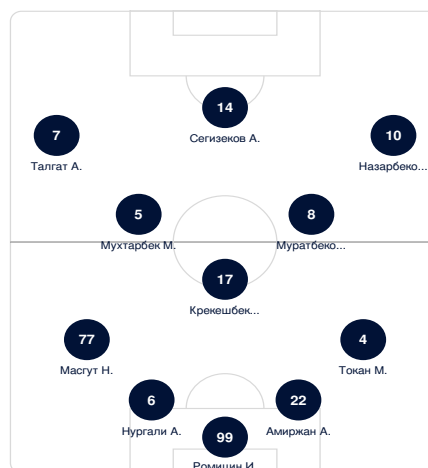 14
Сегизеков А.
7
Талгат А.
10
Назарбеко...
5
Мухтарбек М.
8
Муратбеко...
17
Крекешбек...
77
Масгут Н.
4
Токан М.
6
Нургали А.
22
Амиржан А.
99
Ромицин И.